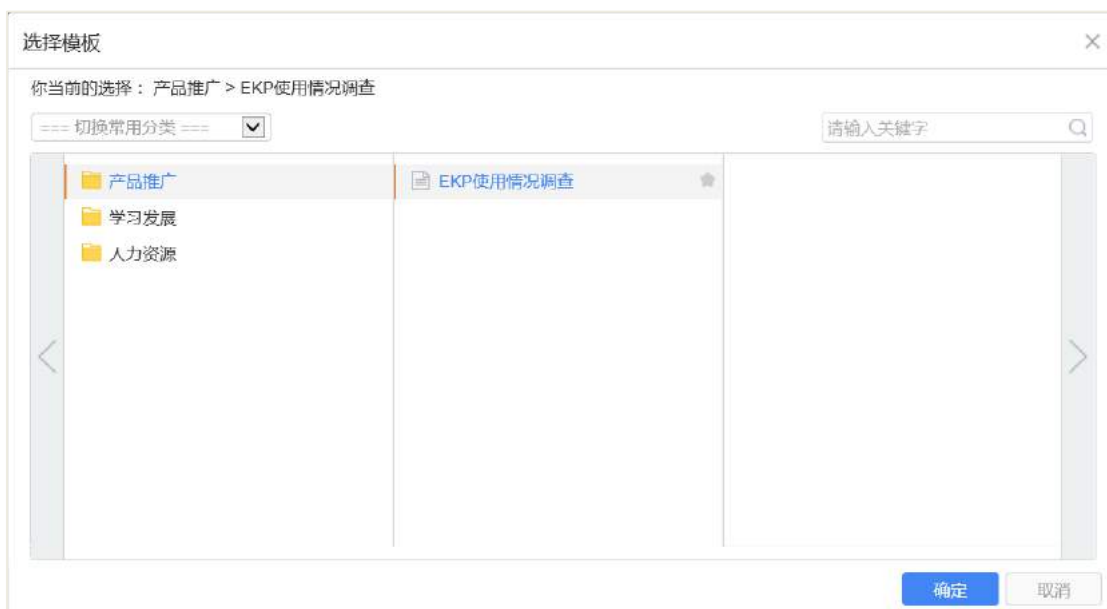 选择模板
你当前的选择： 产品推广 > EKP使用情况调查
=== 切换常用分类 ===
请输入关键字
产品推广
EKP使用情况调查
学习发展
人力资源
确定
取消